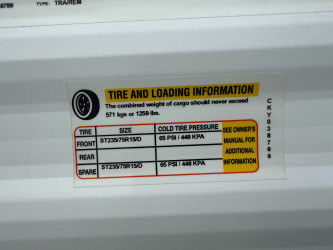 TYPE: TRA/REM
TIRE AND LOADING INFORMATION
The combined weight of cargo should never exceed
571 kgs or 1259 lbs.
TIRE SIZE COLD TIRE PRESSURE SEE OWNER'S MANUAL FOR ADDITIONAL INFORMATION
FRONT ST235/75R15/D 65 PSI / 448 KPA
REAR
SPARE ST235/75R15/D 65 PSI / 448 KPA
CKY038789